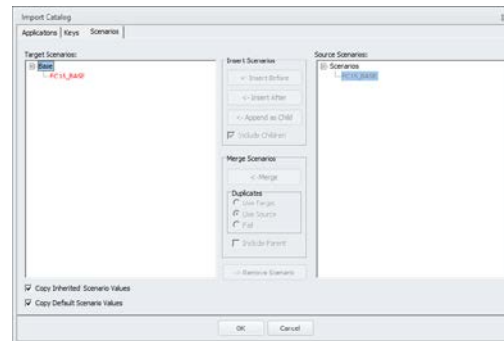 Import Catalog
Applications Keys Scenarios
Target Scenarios:
Base
FC15_BASE
Insert Scenarios
<- Insert Before
<- Insert After
<- Append as Child
Include Children
Merge Scenarios
<-Merge
Duplicates
Use Target
Use Source
Fail
Include Parent
-> Remove Scenario
Source Scenarios:
Scenarios
FC15_BASE
Copy Inherited Scenario Values
Copy Default Scenario Values
OK Cancel